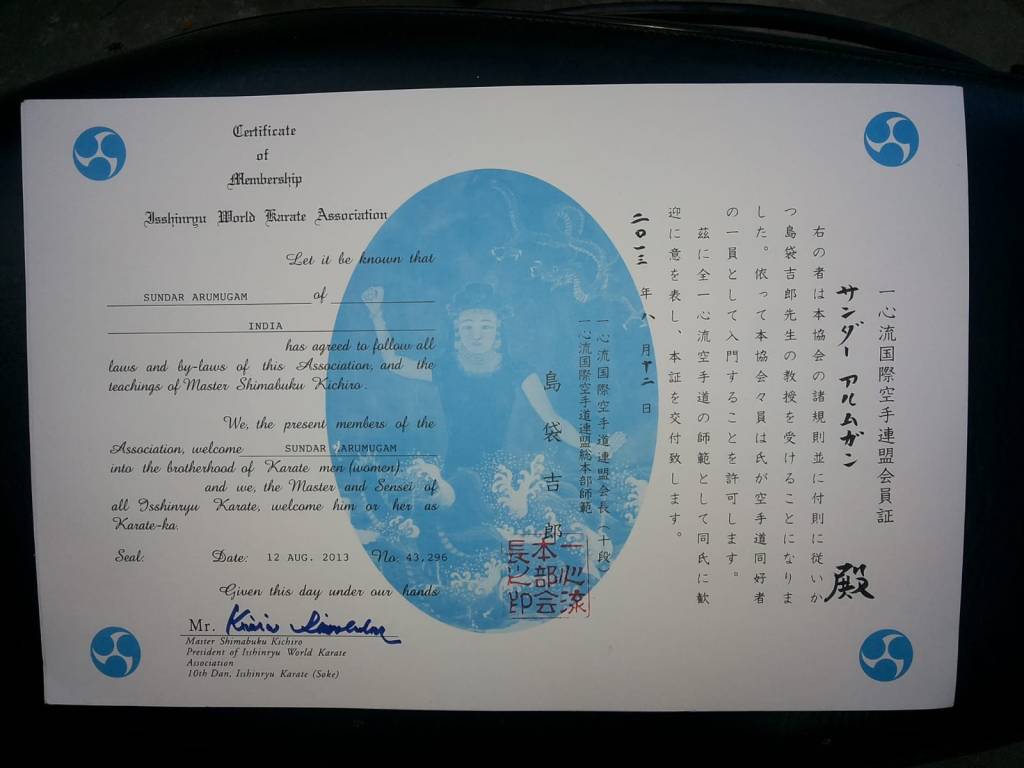 Certificate
of
Membership
Isshinryu World Karate Association
Let it be known that
SUNDAR ARUMUGAM of
INDIA
has agreed to follow all
laws and by-laws of this Association, and the
teachings of Master Shimabuku Kichiro.
We, the present members of the
Association, welcome SUNDAR ARUMUGAM
into the brotherhood of Karate men (women).
and we, the Master and Sensei of
all Isshinryu Karate, welcome him or her as
Karate-ka.
Seal: Date: 12 AUG. 2013 No. 43,296
Given this day under our hands
Mr.
Master Shimabuku Kichiro
President of Isshinryu World Karate
Association
10th Dan, Isshinryu Karate (Soke)
一心流国際空手連盟会員証
サンダー アルムガン 殿
右の者は本協会の諸規則並に付則に従いか
つ島袋吉郎先生の教授を受けることになりま
した。依って本協会々員は氏が空手道同好者
の一員として入門することを許可します。
茲に全一心流空手道の師範として同氏に歓
迎に意を表し、本証を交付致します。
二〇一三年八月十二日
一心流国際空手道連盟会長(十段)
一心流国際空手道連盟総本部師範
島袋吉郎
一心流
本部会
長之印